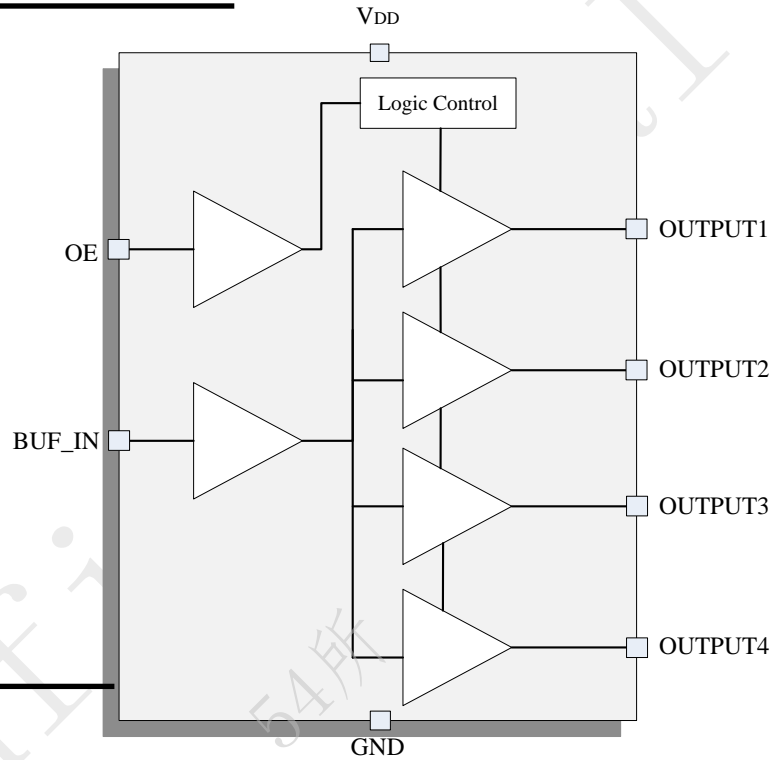 VDD
Logic Control
OE
OUTPUT1
OUTPUT2
BUF_IN
OUTPUT3
OUTPUT4
54所
GND